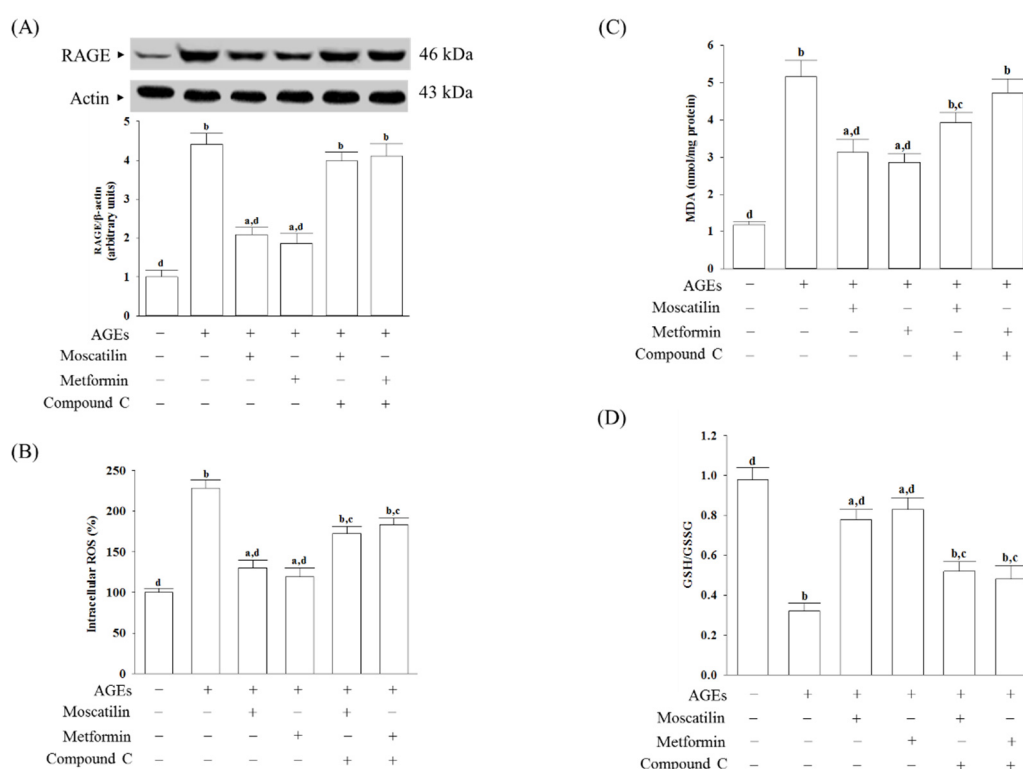 (A)
RAGE ► 46 kDa
Actin ► 43 kDa
RAGE/β-actin
(arbitrary units)
5
4
3
2
1
0
d b a,d a,d b b
AGEs − + + + + +
Moscatilin − − + − + −
Metformin − − − + − +
Compound C − − − − + +
(B)
Intracellular ROS (%)
250
200
150
100
50
0
d b a,d a,d b,c b,c
AGEs − + + + + +
Moscatilin − − + − + −
Metformin − − − + − +
Compound C − − − − + +
(C)
MDA (nmol/mg protein)
6
5
4
3
2
1
0
d b a,d a,d b,c b
AGEs − + + + + +
Moscatilin − − + − + −
Metformin − − − + − +
Compound C − − − − + +
(D)
GSH/GSSG
1.2
1.0
0.8
0.6
0.4
0.2
0.0
d b a,d a,d b,c b,c
AGEs − + + + + +
Moscatilin − − + − + −
Metformin − − − + − +
Compound C − − − − + +